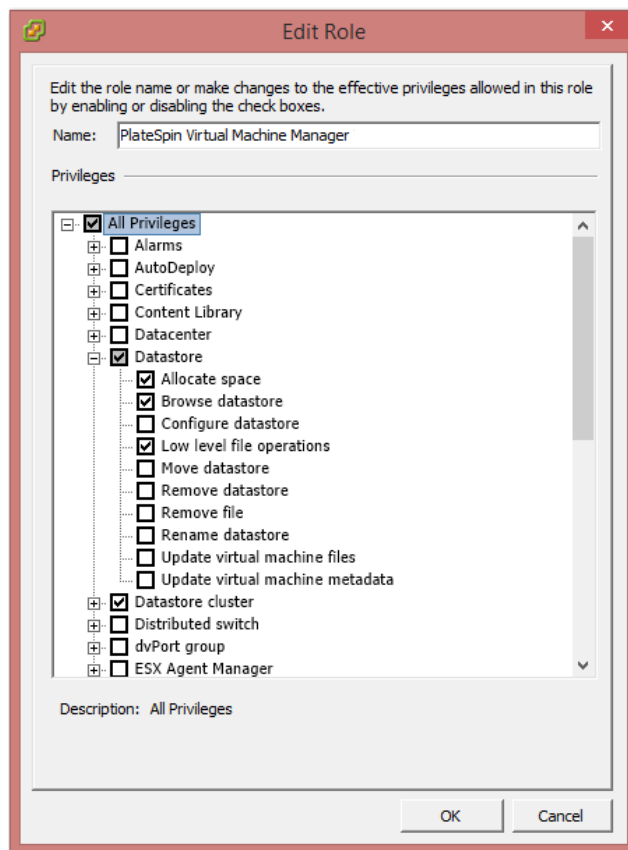 Edit Role
Edit the role name or make changes to the effective privileges allowed in this role
by enabling or disabling the check boxes.
Name: PlateSpin Virtual Machine Manager
Privileges
All Privileges
Alarms
AutoDeploy
Certificates
Content Library
Datacenter
Datastore
Allocate space
Browse datastore
Configure datastore
Low level file operations
Move datastore
Remove datastore
Remove file
Rename datastore
Update virtual machine files
Update virtual machine metadata
Datastore cluster
Distributed switch
dvPort group
ESX Agent Manager
Description: All Privileges
OK Cancel